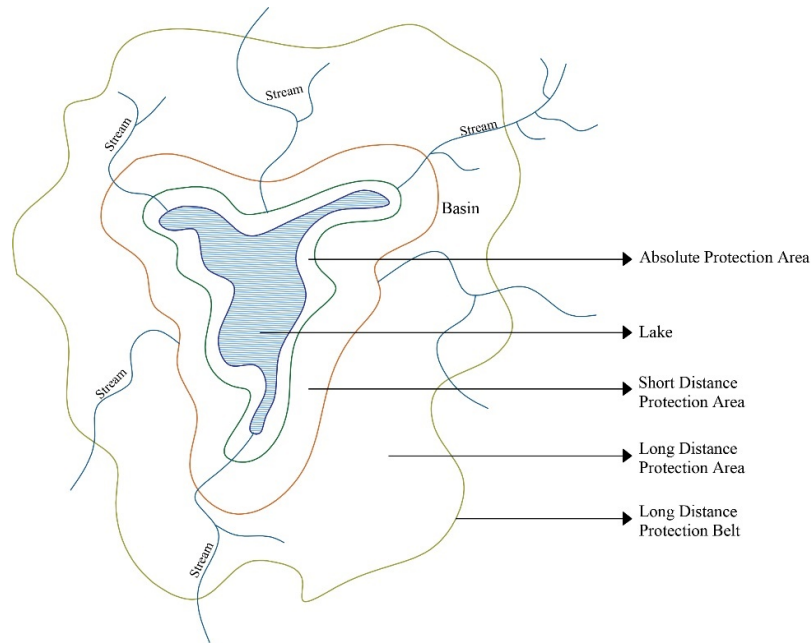 Stream
Stream
Stream
Basin
Absolute Protection Area
Lake
Stream
Short Distance
Protection Area
Long Distance
Protection Area
Long Distance
Protection Belt
Stream